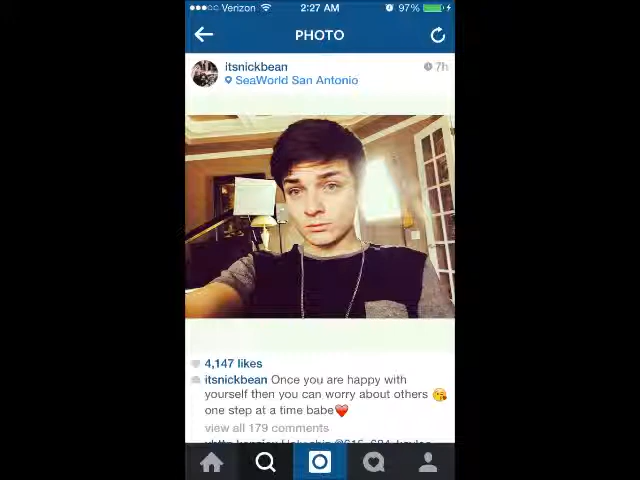 Verizon 2:27 AM 97%
PHOTO
itsnickbean 7h
SeaWorld San Antonio
4,147 likes
itsnickbean Once you are happy with
yourself then you can worry about others 😘
one step at a time babe❤️
view all 179 comments